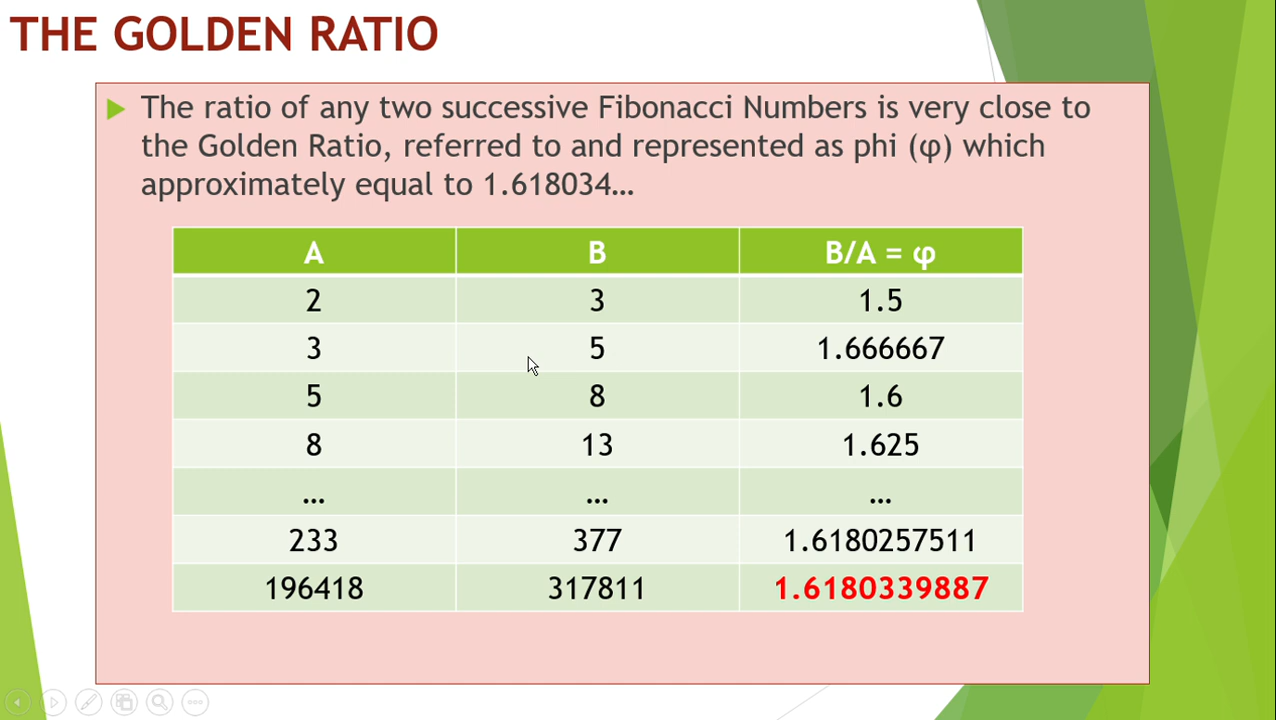 THE GOLDEN RATIO
The ratio of any two successive Fibonacci Numbers is very close to
the Golden Ratio, referred to and represented as phi (φ) which
approximately equal to 1.618034…
A B B/A = φ
2 3 1.5
3 5 1.666667
5 8 1.6
8 13 1.625
… … …
233 377 1.6180257511
196418 317811 1.6180339887